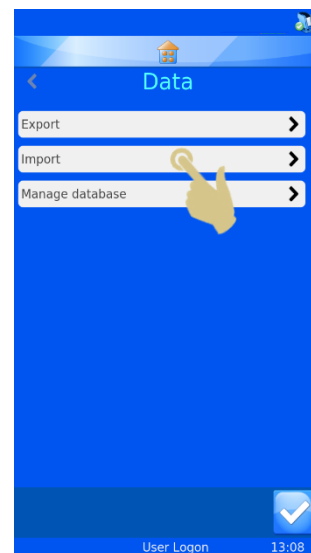 Data
Export
Import
Manage database
User Logon 13:08